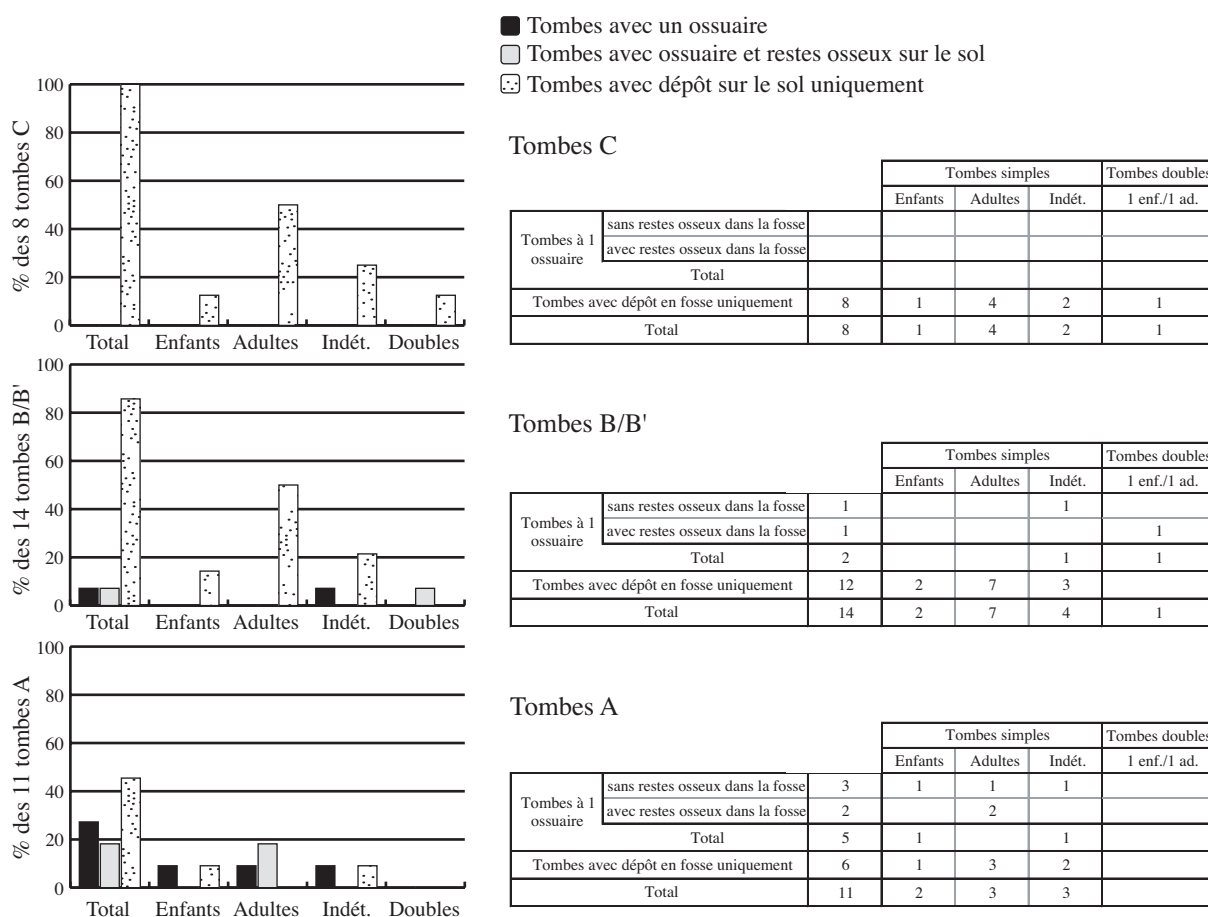 Tombes avec un ossuaire
Tombes avec ossuaire et restes osseux sur le sol
Tombes avec dépôt sur le sol uniquement
% des 8 tombes C
100
80
60
40
20
0
Total Enfants Adultes Indét. Doubles
Tombes C
Tombes simples Tombes doubles
Enfants Adultes Indét. 1 enf./1 ad.
Tombes à 1 ossuaire
sans restes osseux dans la fosse
avec restes osseux dans la fosse
Total
Tombes avec dépôt en fosse uniquement 8 1 4 2 1
Total 8 1 4 2 1
% des 14 tombes B/B'
100
80
60
40
20
0
Total Enfants Adultes Indét. Doubles
Tombes B/B'
Tombes simples Tombes doubles
Enfants Adultes Indét. 1 enf./1 ad.
Tombes à 1 ossuaire
sans restes osseux dans la fosse 1 1
avec restes osseux dans la fosse 1 1
Total 2 1 1
Tombes avec dépôt en fosse uniquement 12 2 7 3
Total 14 2 7 4 1
% des 11 tombes A
100
80
60
40
20
0
Total Enfants Adultes Indét. Doubles
Tombes A
Tombes simples Tombes doubles
Enfants Adultes Indét. 1 enf./1 ad.
Tombes à 1 ossuaire
sans restes osseux dans la fosse 3 1 1 1
avec restes osseux dans la fosse 2 2
Total 5 1 1
Tombes avec dépôt en fosse uniquement 6 1 3 2
Total 11 2 3 3